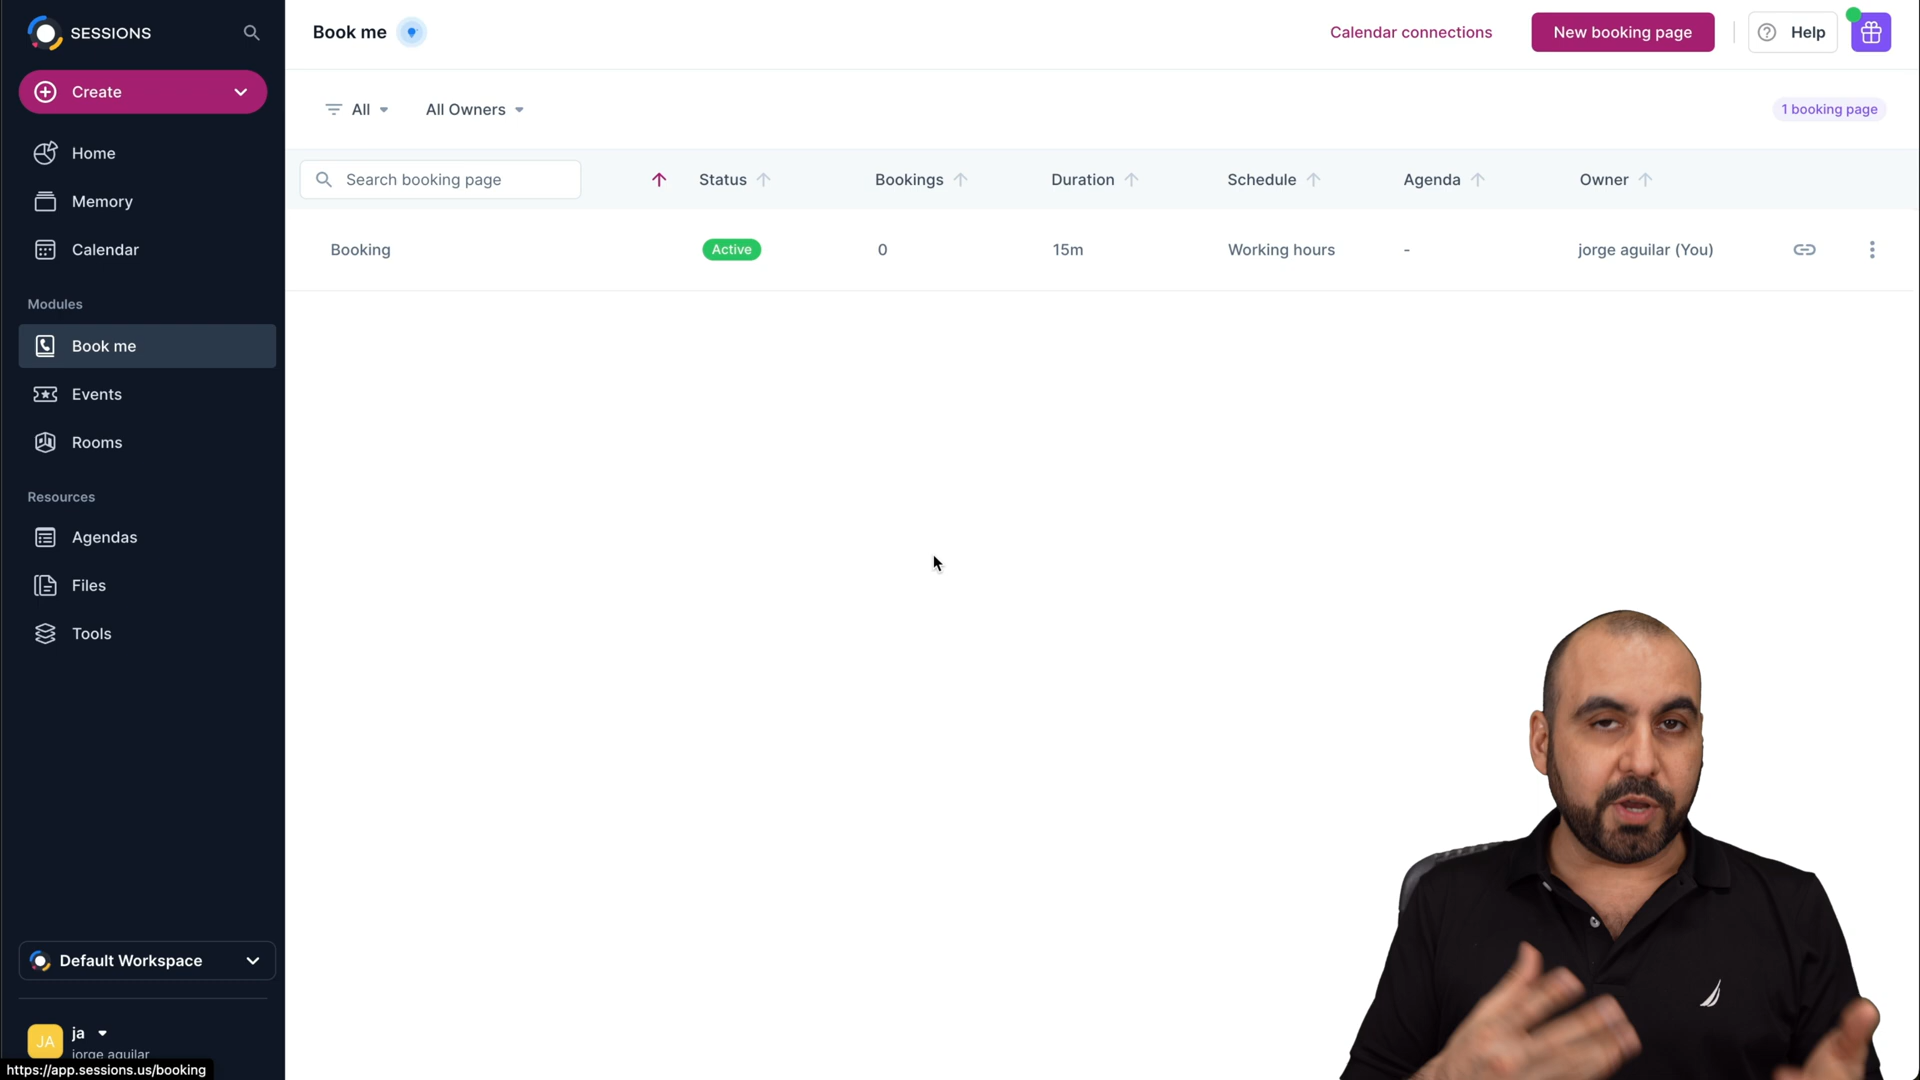 SESSIONS
Create
Home
Memory
Calendar
Modules
Book me
Events
Rooms
Resources
Agendas
Files
Tools
Default Workspace
JA
ja
jorge aguilar
https://app.sessions.us/booking
Book me
Calendar connections
New booking page
Help
All
All Owners
1 booking page
Search booking page
Status
Bookings
Duration
Schedule
Agenda
Owner
Booking
Active
0
15m
Working hours
-
jorge aguilar (You)